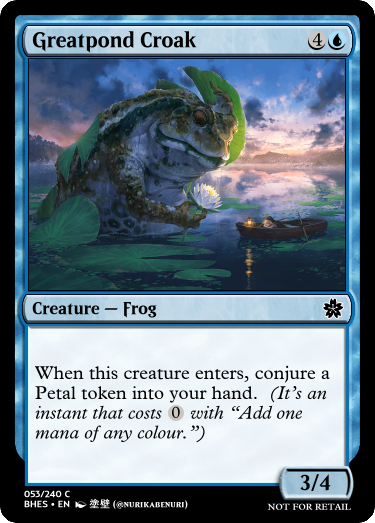 Greatpond Croak 4
Creature — Frog
When this creature enters, conjure a
Petal token into your hand. (It's an
instant that costs 0 with “Add one
mana of any colour.”)
3/4
053/240 C
BHES • EN 塗壁 (@NURIKABENURI)
NOT FOR RETAIL